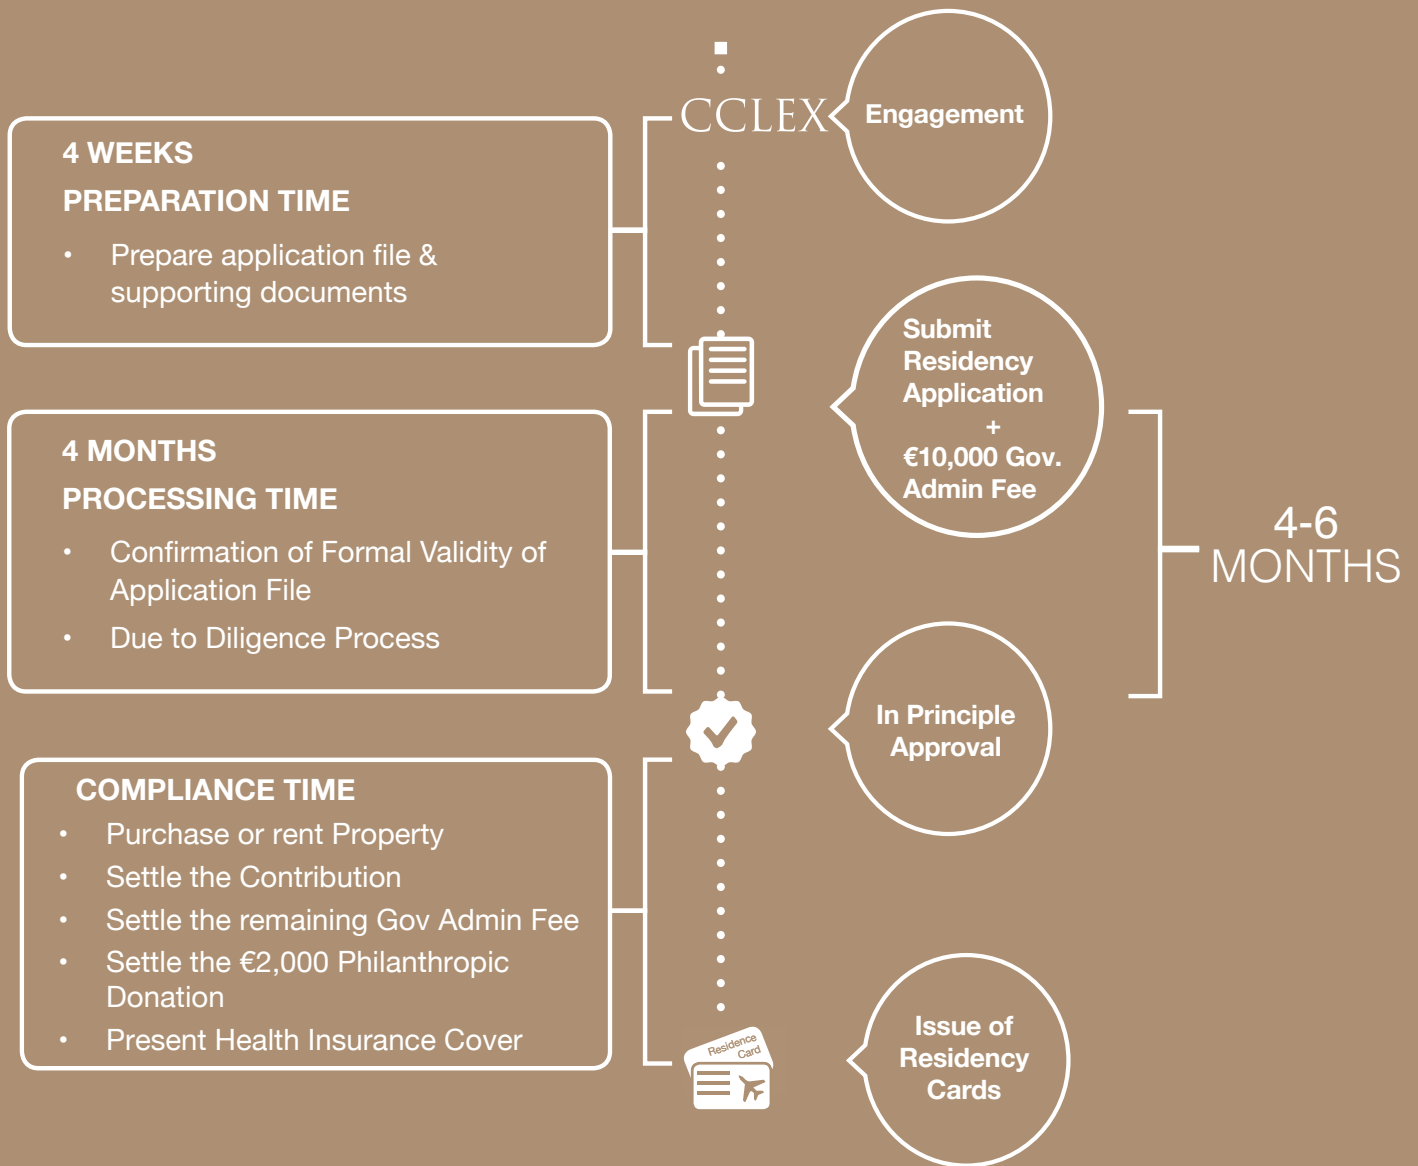 CCLEX
Engagement
4 WEEKS
PREPARATION TIME
• Prepare application file &
supporting documents
Submit
Residency
Application
+
€10,000 Gov.
Admin Fee
4 MONTHS
PROCESSING TIME
• Confirmation of Formal Validity of
Application File
• Due to Diligence Process
4-6
MONTHS
In Principle
Approval
COMPLIANCE TIME
• Purchase or rent Property
• Settle the Contribution
• Settle the remaining Gov Admin Fee
• Settle the €2,000 Philanthropic
Donation
• Present Health Insurance Cover
Residence
Card
Issue of
Residency
Cards